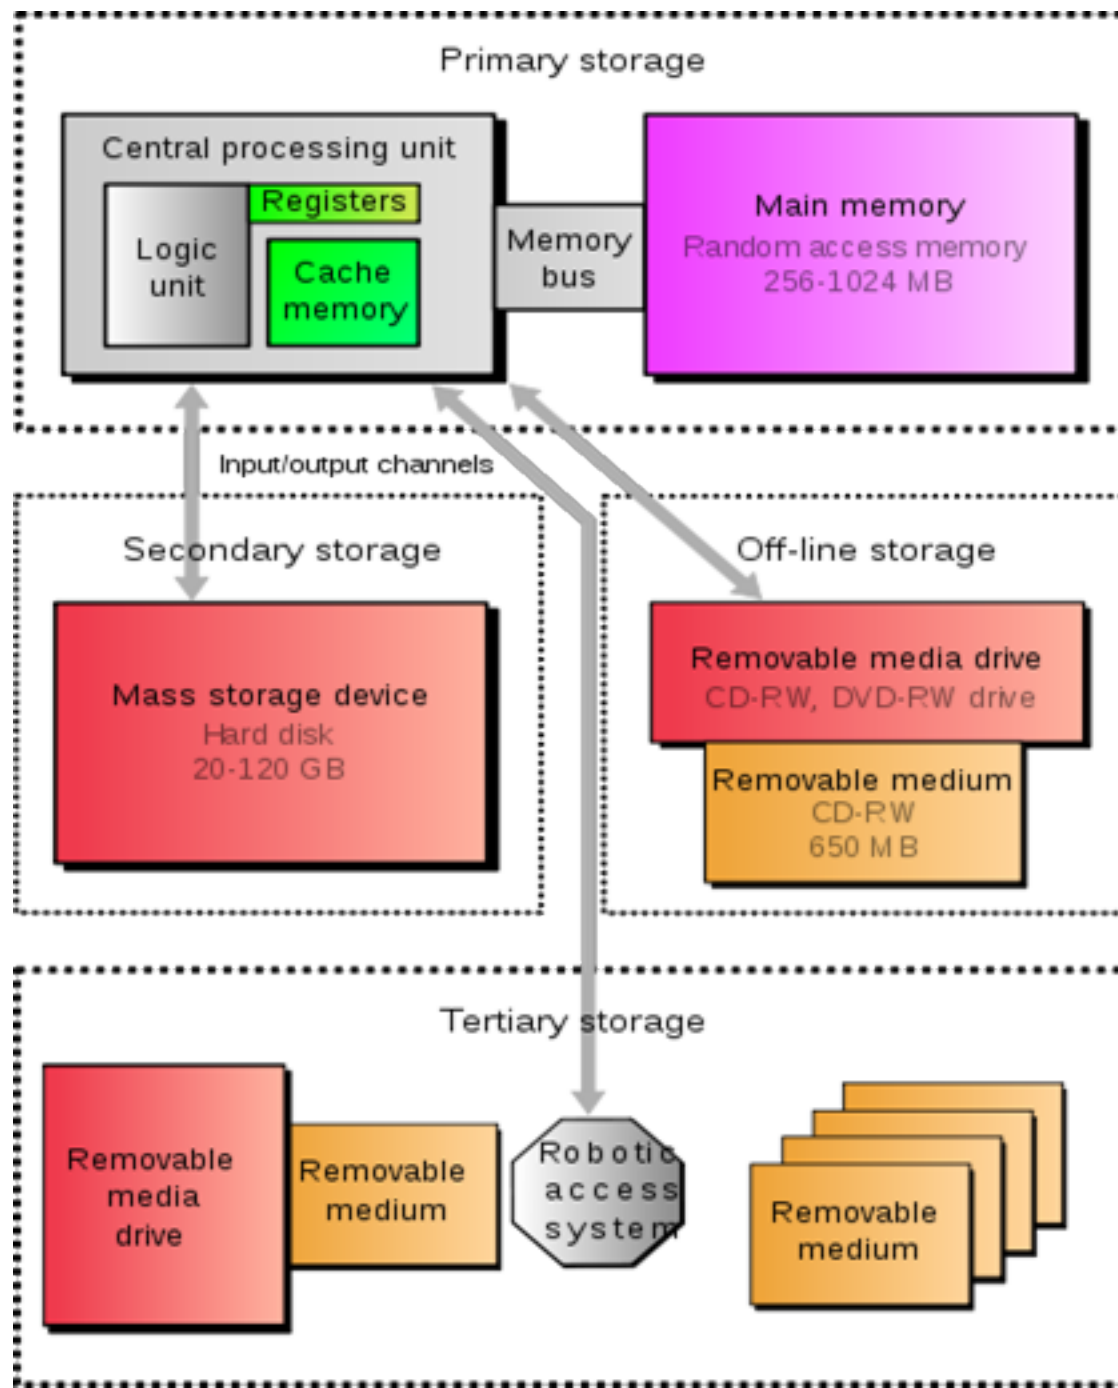 Primary storage
Central processing unit
Registers
Logic
unit
Cache
memory
Memory
bus
Main memory
Random access memory
256-1024 MB
Input/output channels
Secondary storage
Mass storage device
Hard disk
20-120 GB
Off-line storage
Removable media drive
CD-RW, DVD-RW drive
Removable medium
CD-RW
650 MB
Tertiary storage
Removable
media
drive
Removable
medium
Robotic
access
system
Removable
medium